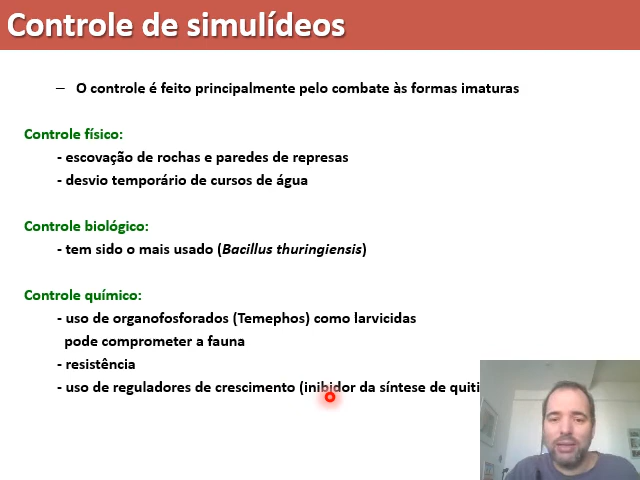 Controle de simulídeos
– O controle é feito principalmente pelo combate às formas imaturas
Controle físico:
- escovação de rochas e paredes de represas
- desvio temporário de cursos de água
Controle biológico:
- tem sido o mais usado (Bacillus thuringiensis)
Controle químico:
- uso de organofosforados (Temephos) como larvicidas
pode comprometer a fauna
- resistência
- uso de reguladores de crescimento (inibidor da síntese de quiti